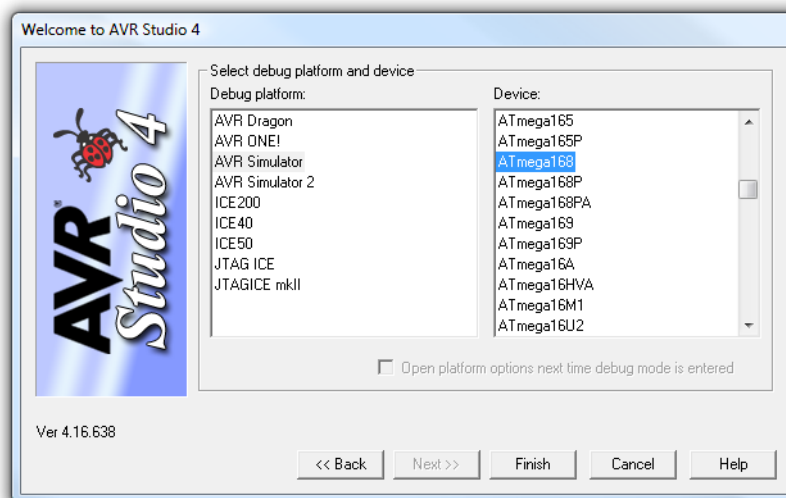 Welcome to AVR Studio 4
AVR® Studio 4
Select debug platform and device
Debug platform:
AVR Dragon
AVR ONE!
AVR Simulator
AVR Simulator 2
ICE200
ICE40
ICE50
JTAG ICE
JTAGICE mkII
Device:
ATmega165
ATmega165P
ATmega168
ATmega168P
ATmega168PA
ATmega169
ATmega169P
ATmega16A
ATmega16HVA
ATmega16M1
ATmega16U2
Open platform options next time debug mode is entered
Ver 4.16.638
<< Back
Next >>
Finish
Cancel
Help